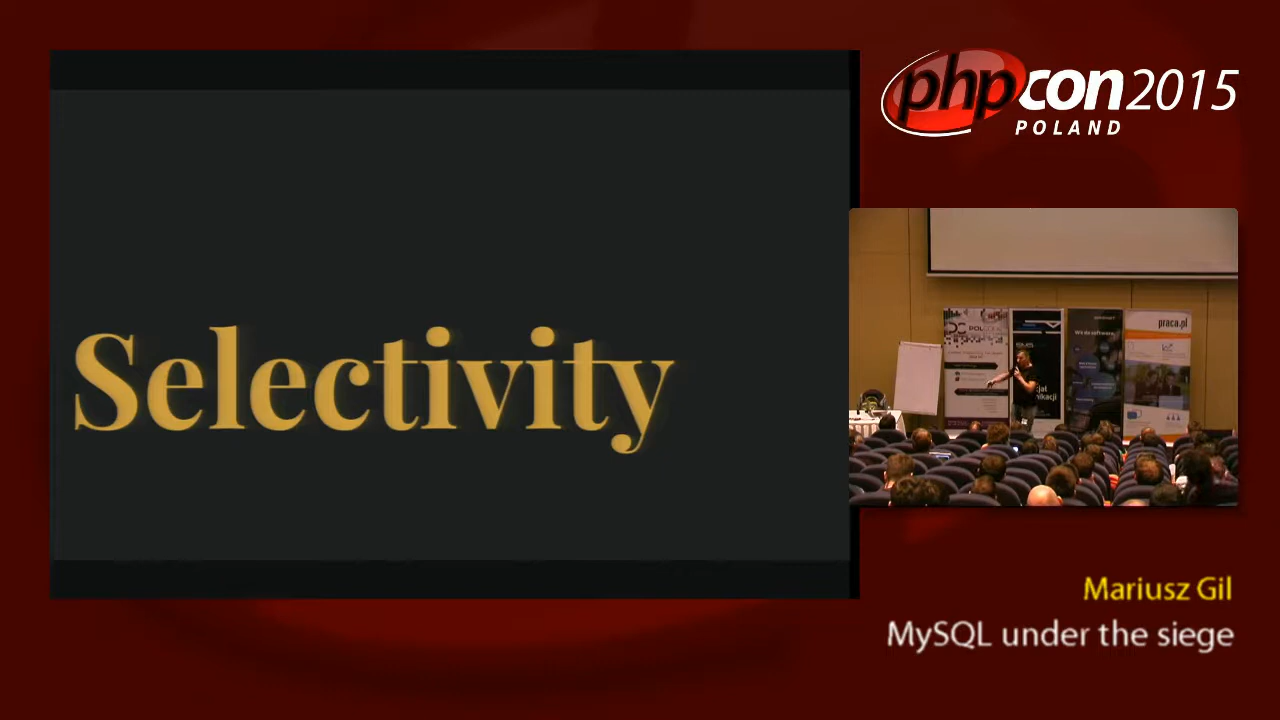 Selectivity
phpcon2015
POLAND
praca.pl
Mariusz Gil
MySQL under the siege